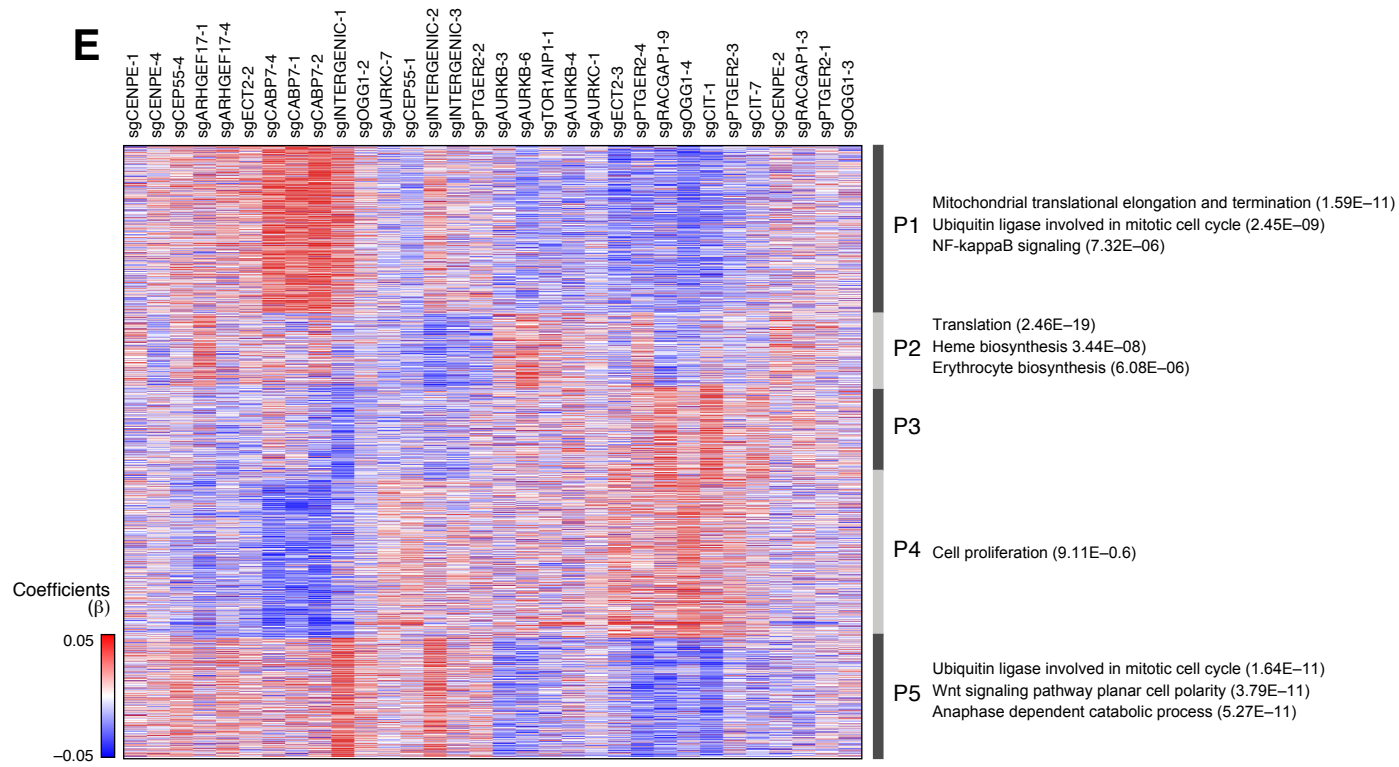 E
sgCENPE-1
sgCENPE-4
sgCEP55-4
sgARHGEF17-1
sgARHGEF17-4
sgECT2-2
sgCABP7-4
sgCABP7-1
sgCABP7-2
sgINTERGENIC-1
sgOGG1-2
sgAURKC-7
sgCEP55-1
sgINTERGENIC-2
sgINTERGENIC-3
sgPTGER2-2
sgAURKB-3
sgAURKB-6
sgTOR1AIP1-1
sgAURKB-4
sgAURKC-1
sgECT2-3
sgPTGER2-4
sgRACGAP1-9
sgOGG1-4
sgCIT-1
sgPTGER2-3
sgCIT-7
sgCENPE-2
sgRACGAP1-3
sgPTGER2-1
sgOGG1-3
P1
Mitochondrial translational elongation and termination (1.59E–11)
Ubiquitin ligase involved in mitotic cell cycle (2.45E–09)
NF-kappaB signaling (7.32E–06)
P2
Translation (2.46E–19)
Heme biosynthesis 3.44E–08)
Erythrocyte biosynthesis (6.08E–06)
P3
P4
Cell proliferation (9.11E–0.6)
P5
Ubiquitin ligase involved in mitotic cell cycle (1.64E–11)
Wnt signaling pathway planar cell polarity (3.79E–11)
Anaphase dependent catabolic process (5.27E–11)
Coefficients
(β)
0.05
–0.05